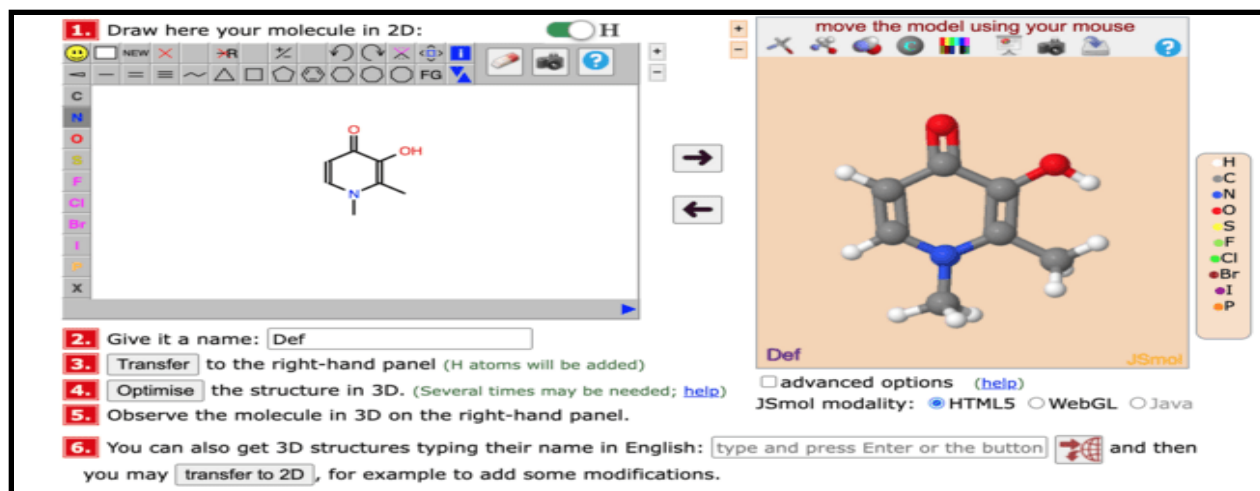 1. Draw here your molecule in 2D: H
NEW R i ?
FG
C
N
O
S
F
Cl
Br
I
P
X
O
OH
N
+
−
2. Give it a name: Def
3. Transfer to the right-hand panel (H atoms will be added)
4. Optimise the structure in 3D. (Several times may be needed; help)
5. Observe the molecule in 3D on the right-hand panel.
6. You can also get 3D structures typing their name in English: type and press Enter or the button and then
you may transfer to 2D , for example to add some modifications.
+
−
move the model using your mouse
C ?
Def JSmol
advanced options (help)
JSmol modality: HTML5 WebGL Java
H
C
N
O
S
F
Cl
Br
I
P